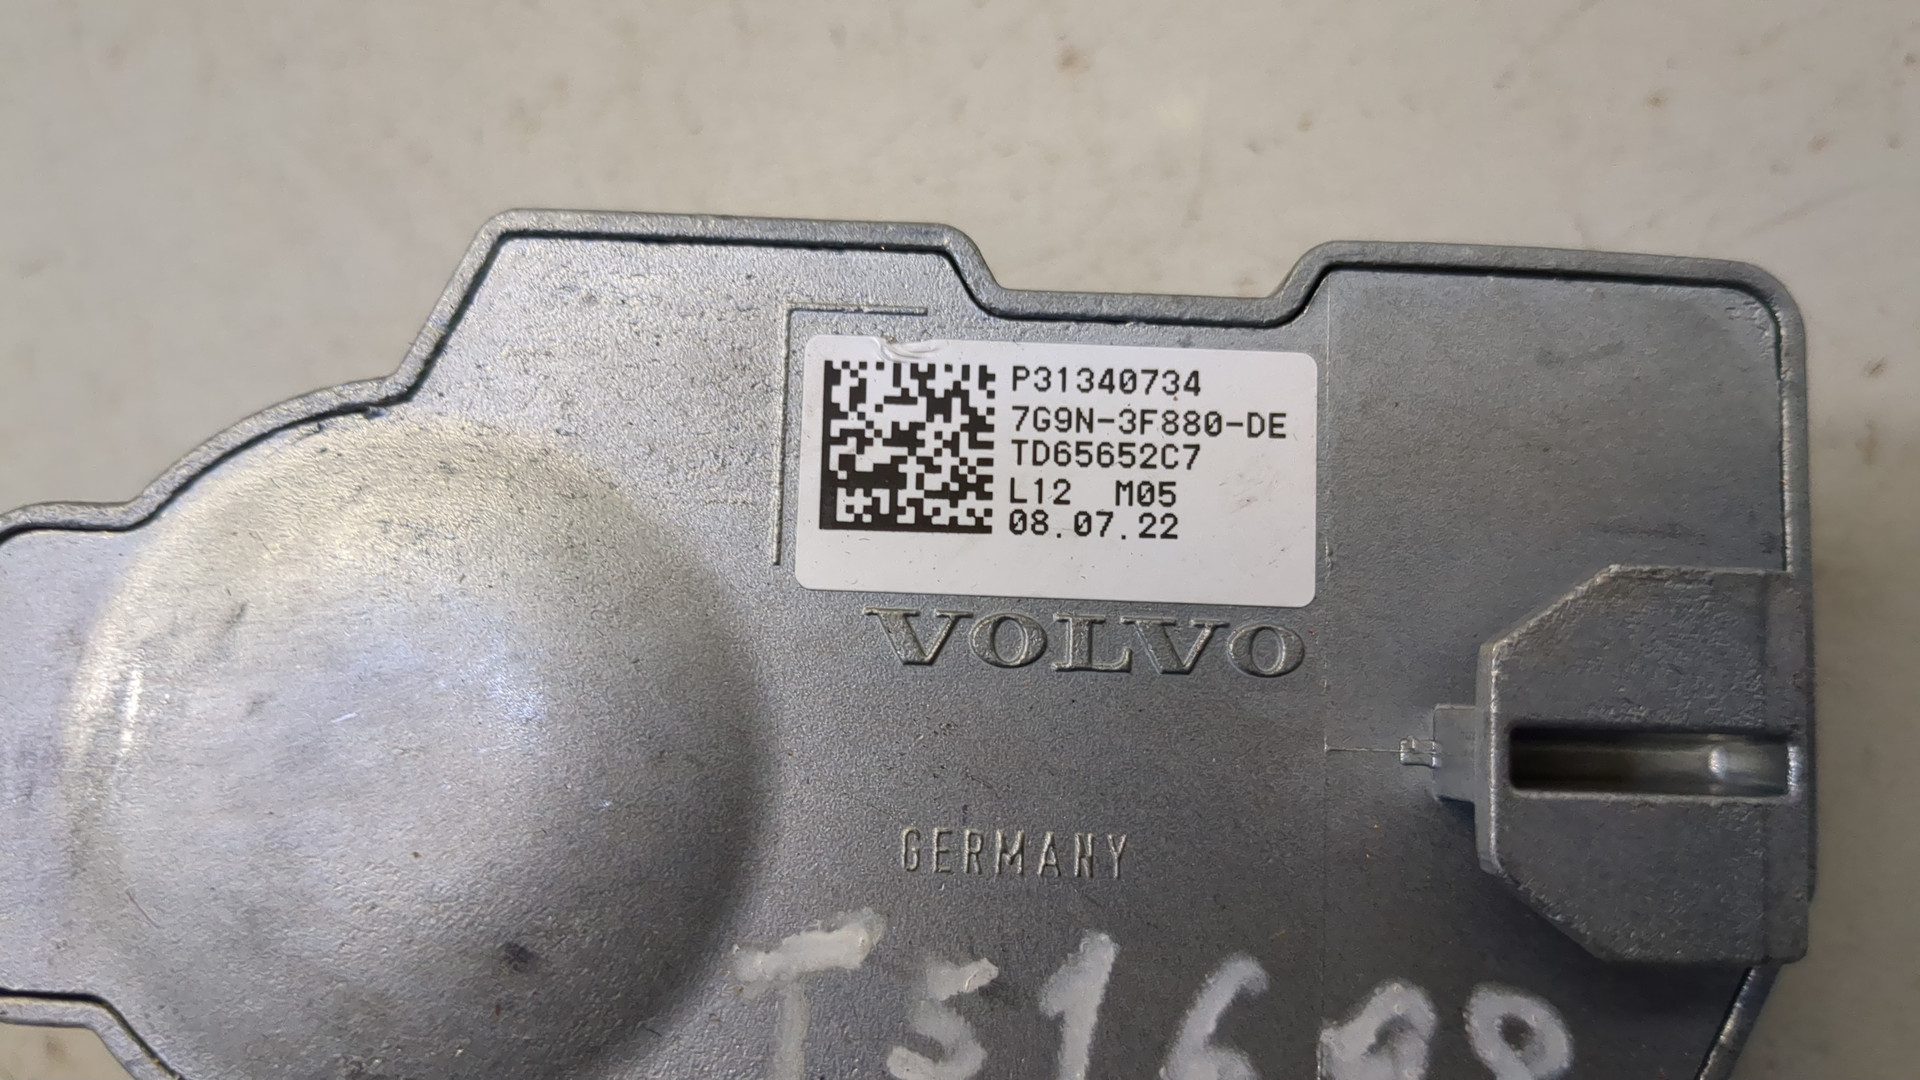 P31340734
7G9N-3F880-DE
TD65652C7
L12 M05
08.07.22
VOLVO
GERMANY